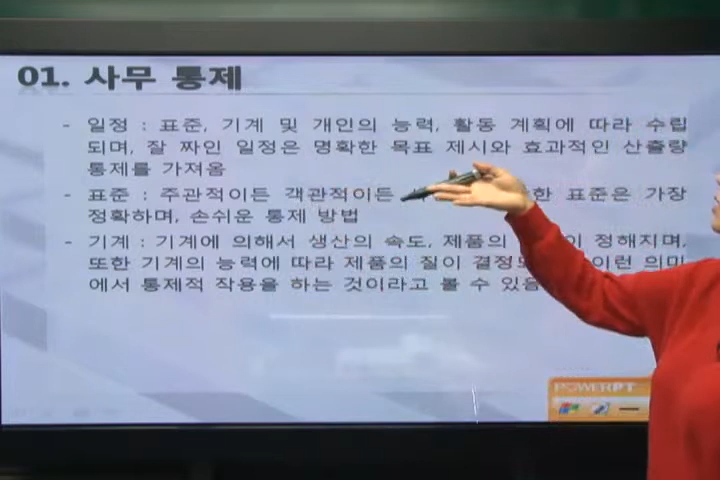 01. 사무 통제
- 일정 : 표준, 기계 및 개인의 능력, 활동 계획에 따라 수립
되며, 잘 짜인 일정은 명확한 목표 제시와 효과적인 산출량
통제를 가져옴
- 표준 : 주관적이든 객관적이든 한 표준은 가장
정확하며, 손쉬운 통제 방법
- 기계 : 기계에 의해서 생산의 속도, 제품의 이 정해지며,
또한 기계의 능력에 따라 제품의 질이 결정 이런 의미
에서 통제적 작용을 하는 것이라고 볼 수 있음
POWERPT